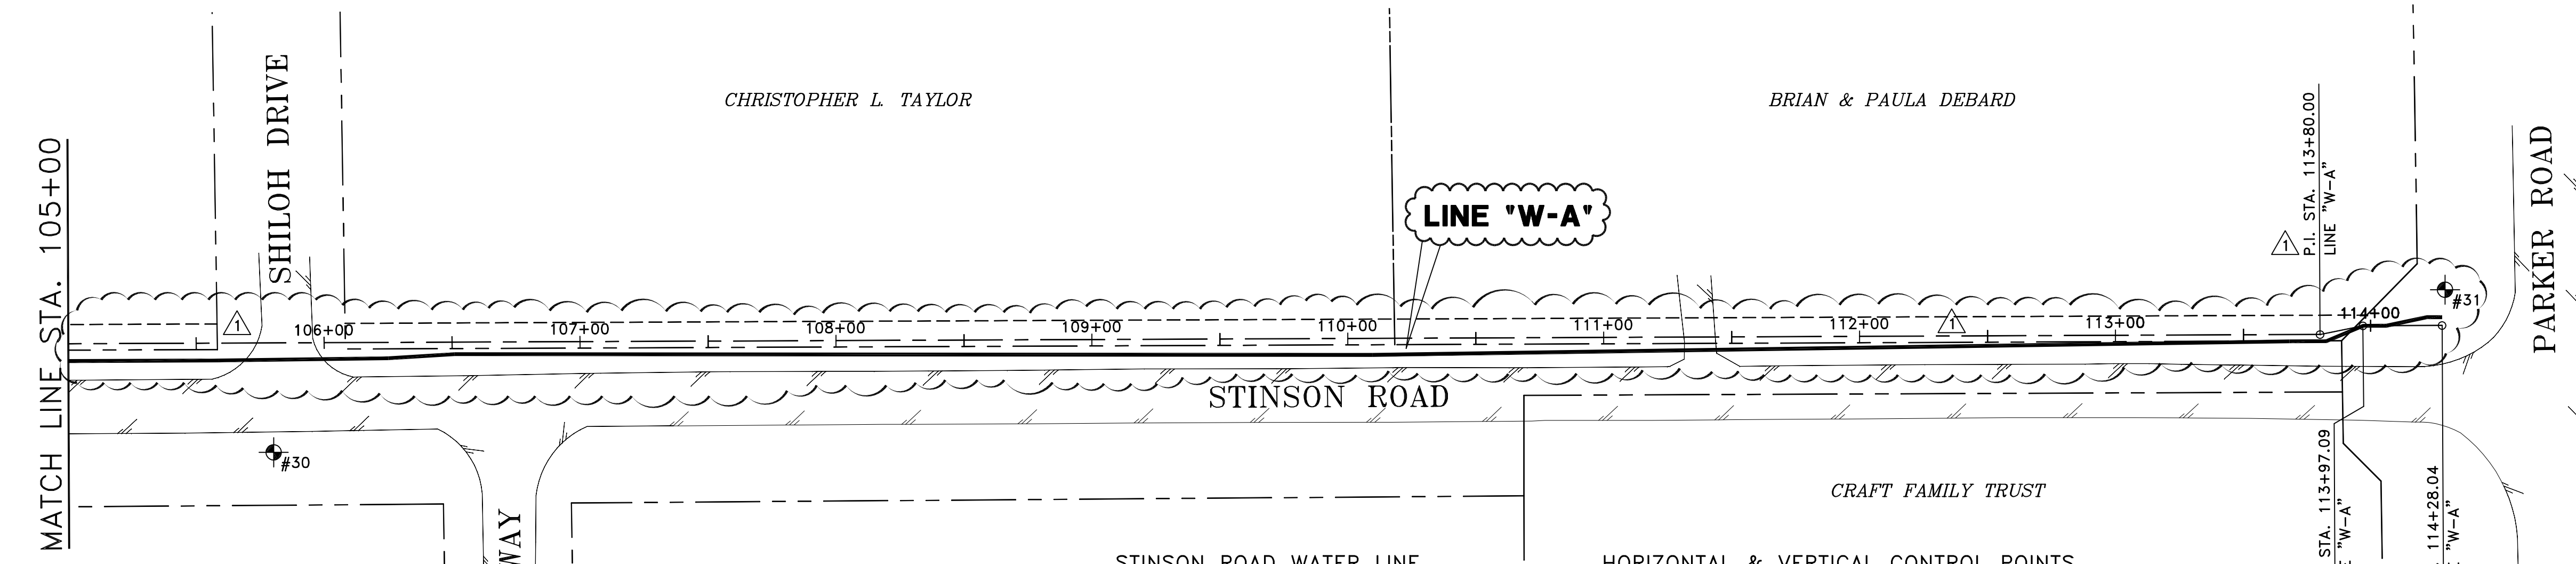 MATCH LINE STA. 105+00
SHILOH DRIVE
CHRISTOPHER L. TAYLOR
BRIAN & PAULA DEBARD
P.I. STA. 113+80.00
LINE "W-A"
1
PARKER ROAD
LINE "W-A"
#31
1
106+00
107+00
108+00
109+00
110+00
111+00
112+00
1
113+00
114+00
STINSON ROAD
#30
WAY
CRAFT FAMILY TRUST
STA. 113+97.09
"W-A"
114+28.04
"W-A"
STINSON ROAD WATER LINE
HORIZONTAL & VERTICAL CONTROL POINTS